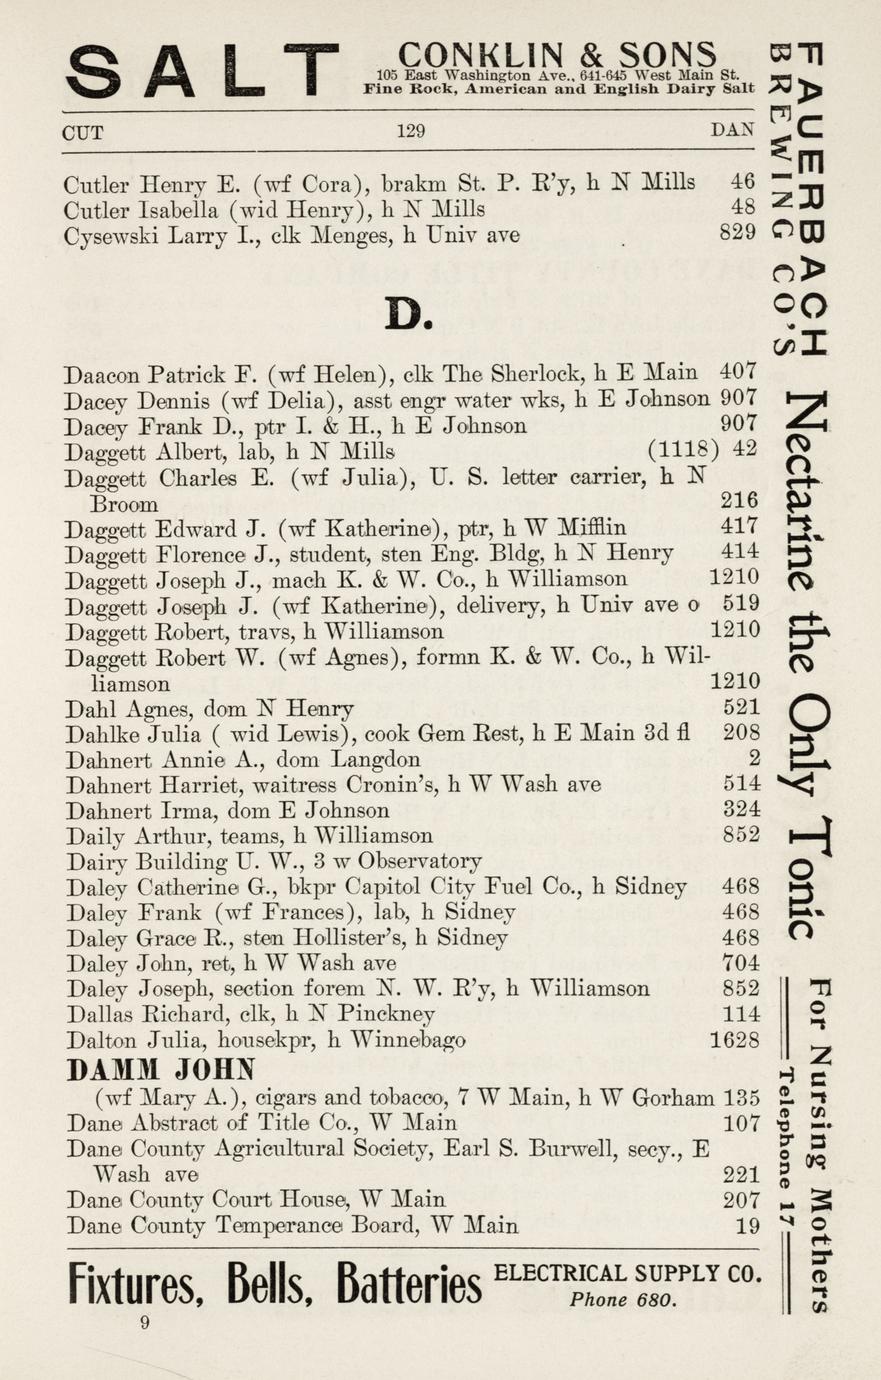 SALT
CONKLIN & SONS
105 East Washington Ave., 641-645 West Main St.
Fine Rock, American and English Dairy Salt
CUT 129 DAN
Cutler Henry E. (wf Cora), brakm St. P. R'y, h N Mills 46
Cutler Isabella (wid Henry), h N Mills 48
Cysewski Larry I., clk Menges, h Univ ave 829
D.
Daacon Patrick F. (wf Helen), clk The Sherlock, h E Main 407
Dacey Dennis (wf Delia), asst engr water wks, h E Johnson 907
Dacey Frank D., ptr I. & H., h E Johnson 907
Daggett Albert, lab, h N Mills (1118) 42
Daggett Charles E. (wf Julia), U. S. letter carrier, h N
Broom 216
Daggett Edward J. (wf Katherine), ptr, h W Mifflin 417
Daggett Florence J., student, sten Eng. Bldg, h N Henry 414
Daggett Joseph J., mach K. & W. Co., h Williamson 1210
Daggett Joseph J. (wf Katherine), delivery, h Univ ave o 519
Daggett Robert, travs, h Williamson 1210
Daggett Robert W. (wf Agnes), formn K. & W. Co., h Wil-
liamson 1210
Dahl Agnes, dom N Henry 521
Dahlke Julia ( wid Lewis), cook Gem Rest, h E Main 3d fl 208
Dahnert Annie A., dom Langdon 2
Dahnert Harriet, waitress Cronin's, h W Wash ave 514
Dahnert Irma, dom E Johnson 324
Daily Arthur, teams, h Williamson 852
Dairy Building U. W., 3 w Observatory
Daley Catherine G., bkpr Capitol City Fuel Co., h Sidney 468
Daley Frank (wf Frances), lab, h Sidney 468
Daley Grace R., sten Hollister's, h Sidney 468
Daley John, ret, h W Wash ave 704
Daley Joseph, section forem N. W. R'y, h Williamson 852
Dallas Richard, clk, h N Pinckney 114
Dalton Julia, housekpr, h Winnebago 1628
DAMM JOHN
(wf Mary A.), cigars and tobacco, 7 W Main, h W Gorham 135
Dane Abstract of Title Co., W Main 107
Dane County Agricultural Society, Earl S. Burwell, secy., E
Wash ave 221
Dane County Court House, W Main 207
Dane County Temperance Board, W Main 19
Fixtures, Bells, Batteries
ELECTRICAL SUPPLY CO.
Phone 680.
9
FAUERBACH
BREWING CO'S
Nectarine the Only Tonic
For Nursing Mothers
Telephone 17